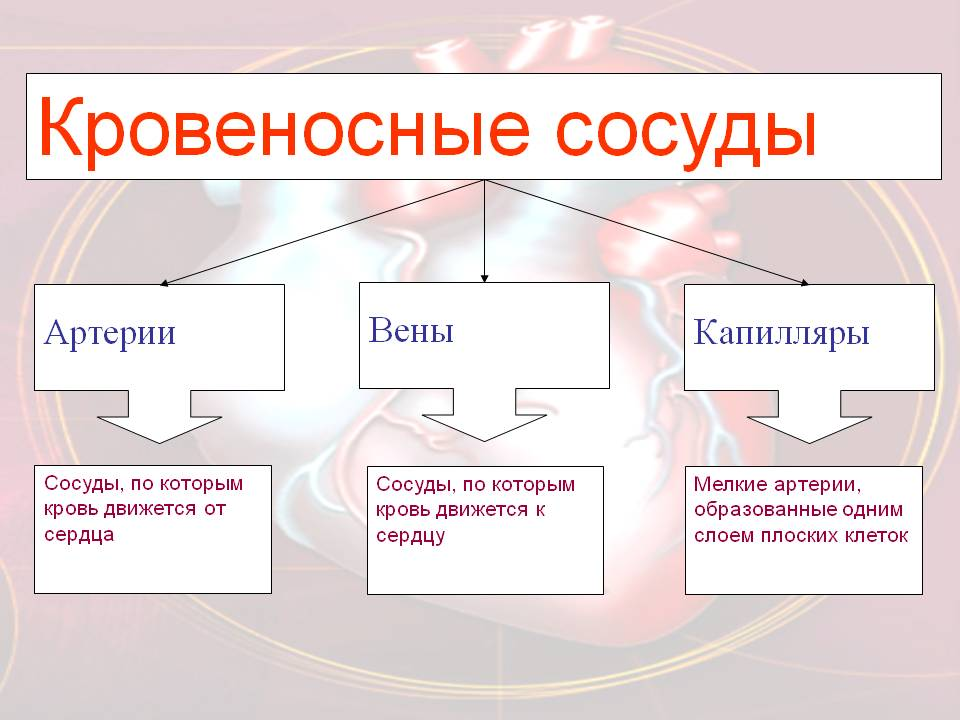 Кровеносные сосуды
Артерии
Вены
Капилляры
Сосуды, по которым
кровь движется от
сердца
Сосуды, по которым
кровь движется к
сердцу
Мелкие артерии,
образованные одним
слоем плоских клеток